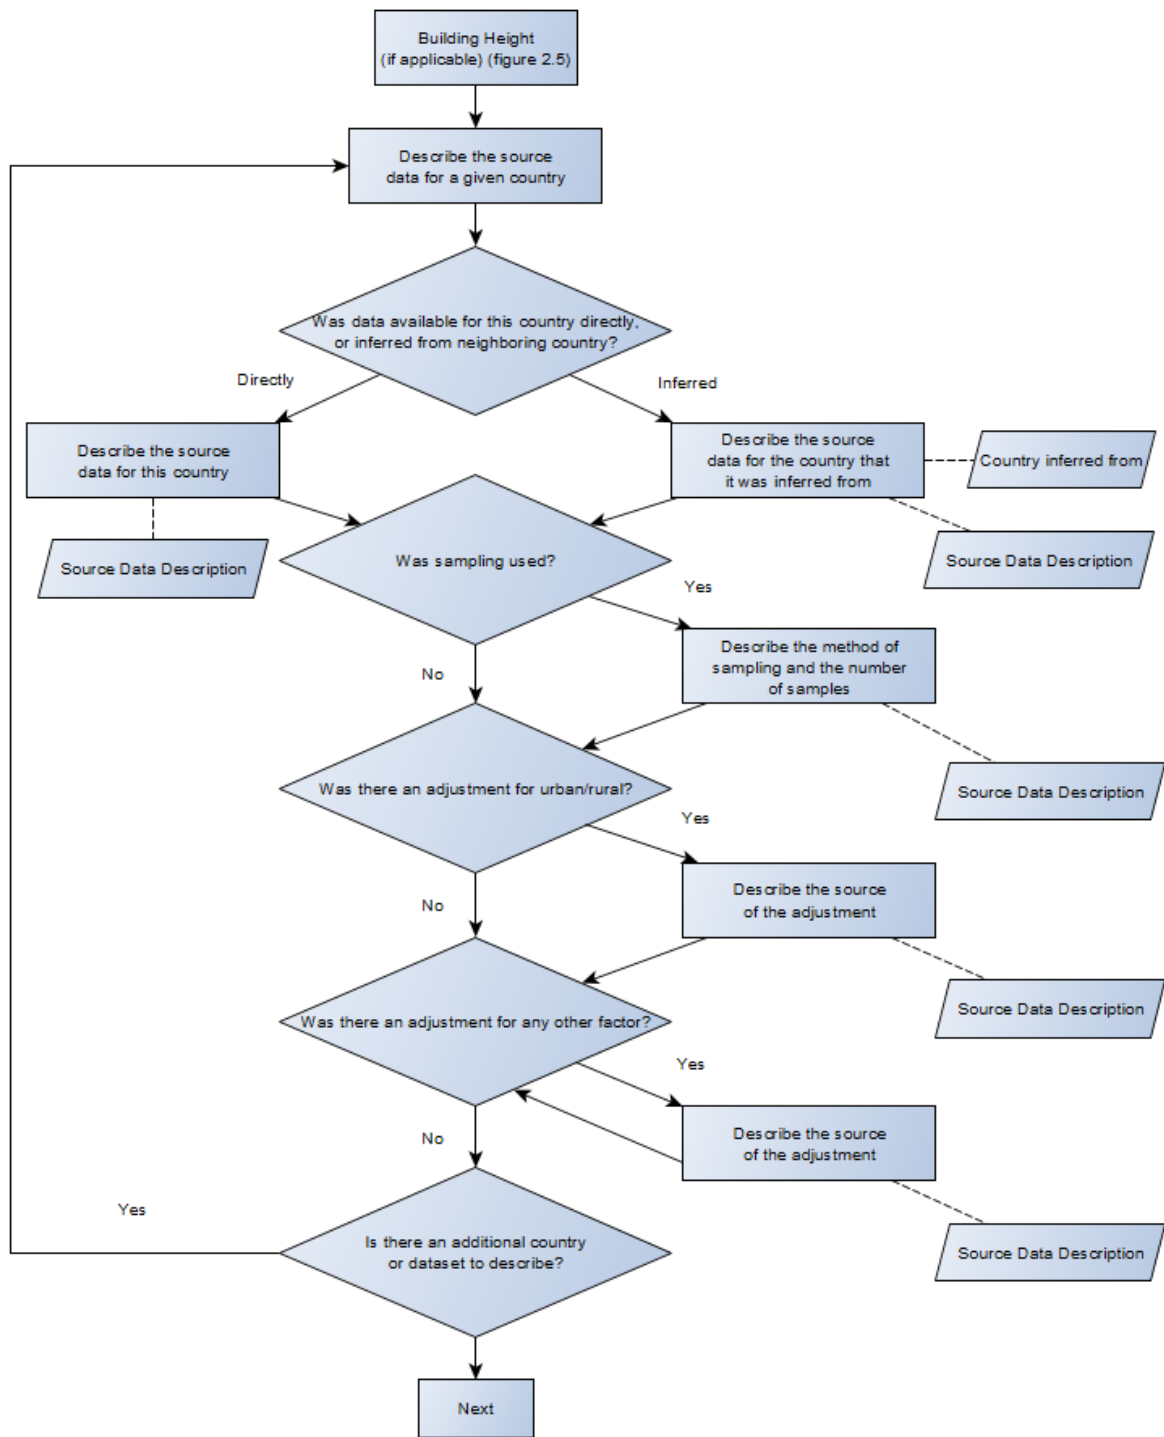 Building Height
(if applicable) (figure 2.5)
Describe the source
data for a given country
Was data available for this country directly,
or inferred from neighboring country?
Directly
Inferred
Describe the source
data for this country
Describe the source
data for the country that
it was inferred from
Country inferred from
Source Data Description
Source Data Description
Was sampling used?
Yes
No
Describe the method of
sampling and the number
of samples
Source Data Description
Was there an adjustment for urban/rural?
Yes
No
Describe the source
of the adjustment
Source Data Description
Was there an adjustment for any other factor?
Yes
No
Describe the source
of the adjustment
Source Data Description
Yes
Is there an additional country
or dataset to describe?
Next